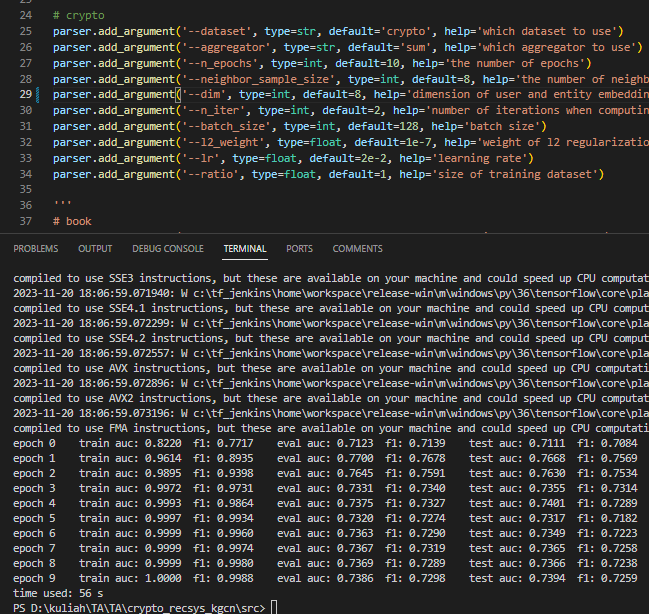 24 # crypto
25 parser.add_argument('--dataset', type=str, default='crypto', help='which dataset to use')
26 parser.add_argument('--aggregator', type=str, default='sum', help='which aggregator to use')
27 parser.add_argument('--n_epochs', type=int, default=10, help='the number of epochs')
28 parser.add_argument('--neighbor_sample_size', type=int, default=8, help='the number of neighb
29 parser.add_argument('--dim', type=int, default=8, help='dimension of user and entity embeddin
30 parser.add_argument('--n_iter', type=int, default=2, help='number of iterations when computin
31 parser.add_argument('--batch_size', type=int, default=128, help='batch size')
32 parser.add_argument('--l2_weight', type=float, default=1e-7, help='weight of l2 regularizatio
33 parser.add_argument('--lr', type=float, default=2e-2, help='learning rate')
34 parser.add_argument('--ratio', type=float, default=1, help='size of training dataset')
35
36 '''
37 # book
PROBLEMS OUTPUT DEBUG CONSOLE TERMINAL PORTS COMMENTS
compiled to use SSE3 instructions, but these are available on your machine and could speed up CPU computat
2023-11-20 18:06:59.071940: W c:\tf_jenkins\home\workspace\release-win\m\windows\py\36\tensorflow\core\pla
compiled to use SSE4.1 instructions, but these are available on your machine and could speed up CPU comput
2023-11-20 18:06:59.072299: W c:\tf_jenkins\home\workspace\release-win\m\windows\py\36\tensorflow\core\pla
compiled to use SSE4.2 instructions, but these are available on your machine and could speed up CPU comput
2023-11-20 18:06:59.072557: W c:\tf_jenkins\home\workspace\release-win\m\windows\py\36\tensorflow\core\pla
compiled to use AVX instructions, but these are available on your machine and could speed up CPU computati
2023-11-20 18:06:59.072896: W c:\tf_jenkins\home\workspace\release-win\m\windows\py\36\tensorflow\core\pla
compiled to use AVX2 instructions, but these are available on your machine and could speed up CPU computat
2023-11-20 18:06:59.073196: W c:\tf_jenkins\home\workspace\release-win\m\windows\py\36\tensorflow\core\pla
compiled to use FMA instructions, but these are available on your machine and could speed up CPU computati
epoch 0 train auc: 0.8220 f1: 0.7717 eval auc: 0.7123 f1: 0.7139 test auc: 0.7111 f1: 0.7084
epoch 1 train auc: 0.9614 f1: 0.8935 eval auc: 0.7700 f1: 0.7678 test auc: 0.7668 f1: 0.7569
epoch 2 train auc: 0.9895 f1: 0.9398 eval auc: 0.7645 f1: 0.7591 test auc: 0.7630 f1: 0.7534
epoch 3 train auc: 0.9972 f1: 0.9731 eval auc: 0.7331 f1: 0.7340 test auc: 0.7355 f1: 0.7314
epoch 4 train auc: 0.9993 f1: 0.9864 eval auc: 0.7375 f1: 0.7327 test auc: 0.7401 f1: 0.7289
epoch 5 train auc: 0.9997 f1: 0.9934 eval auc: 0.7320 f1: 0.7274 test auc: 0.7317 f1: 0.7182
epoch 6 train auc: 0.9999 f1: 0.9960 eval auc: 0.7363 f1: 0.7290 test auc: 0.7349 f1: 0.7223
epoch 7 train auc: 0.9999 f1: 0.9974 eval auc: 0.7367 f1: 0.7319 test auc: 0.7365 f1: 0.7258
epoch 8 train auc: 0.9999 f1: 0.9980 eval auc: 0.7369 f1: 0.7289 test auc: 0.7366 f1: 0.7238
epoch 9 train auc: 1.0000 f1: 0.9988 eval auc: 0.7386 f1: 0.7298 test auc: 0.7394 f1: 0.7259
time used: 56 s
PS D:\kuliah\TA\TA\crypto_recsys_kgcn\src>